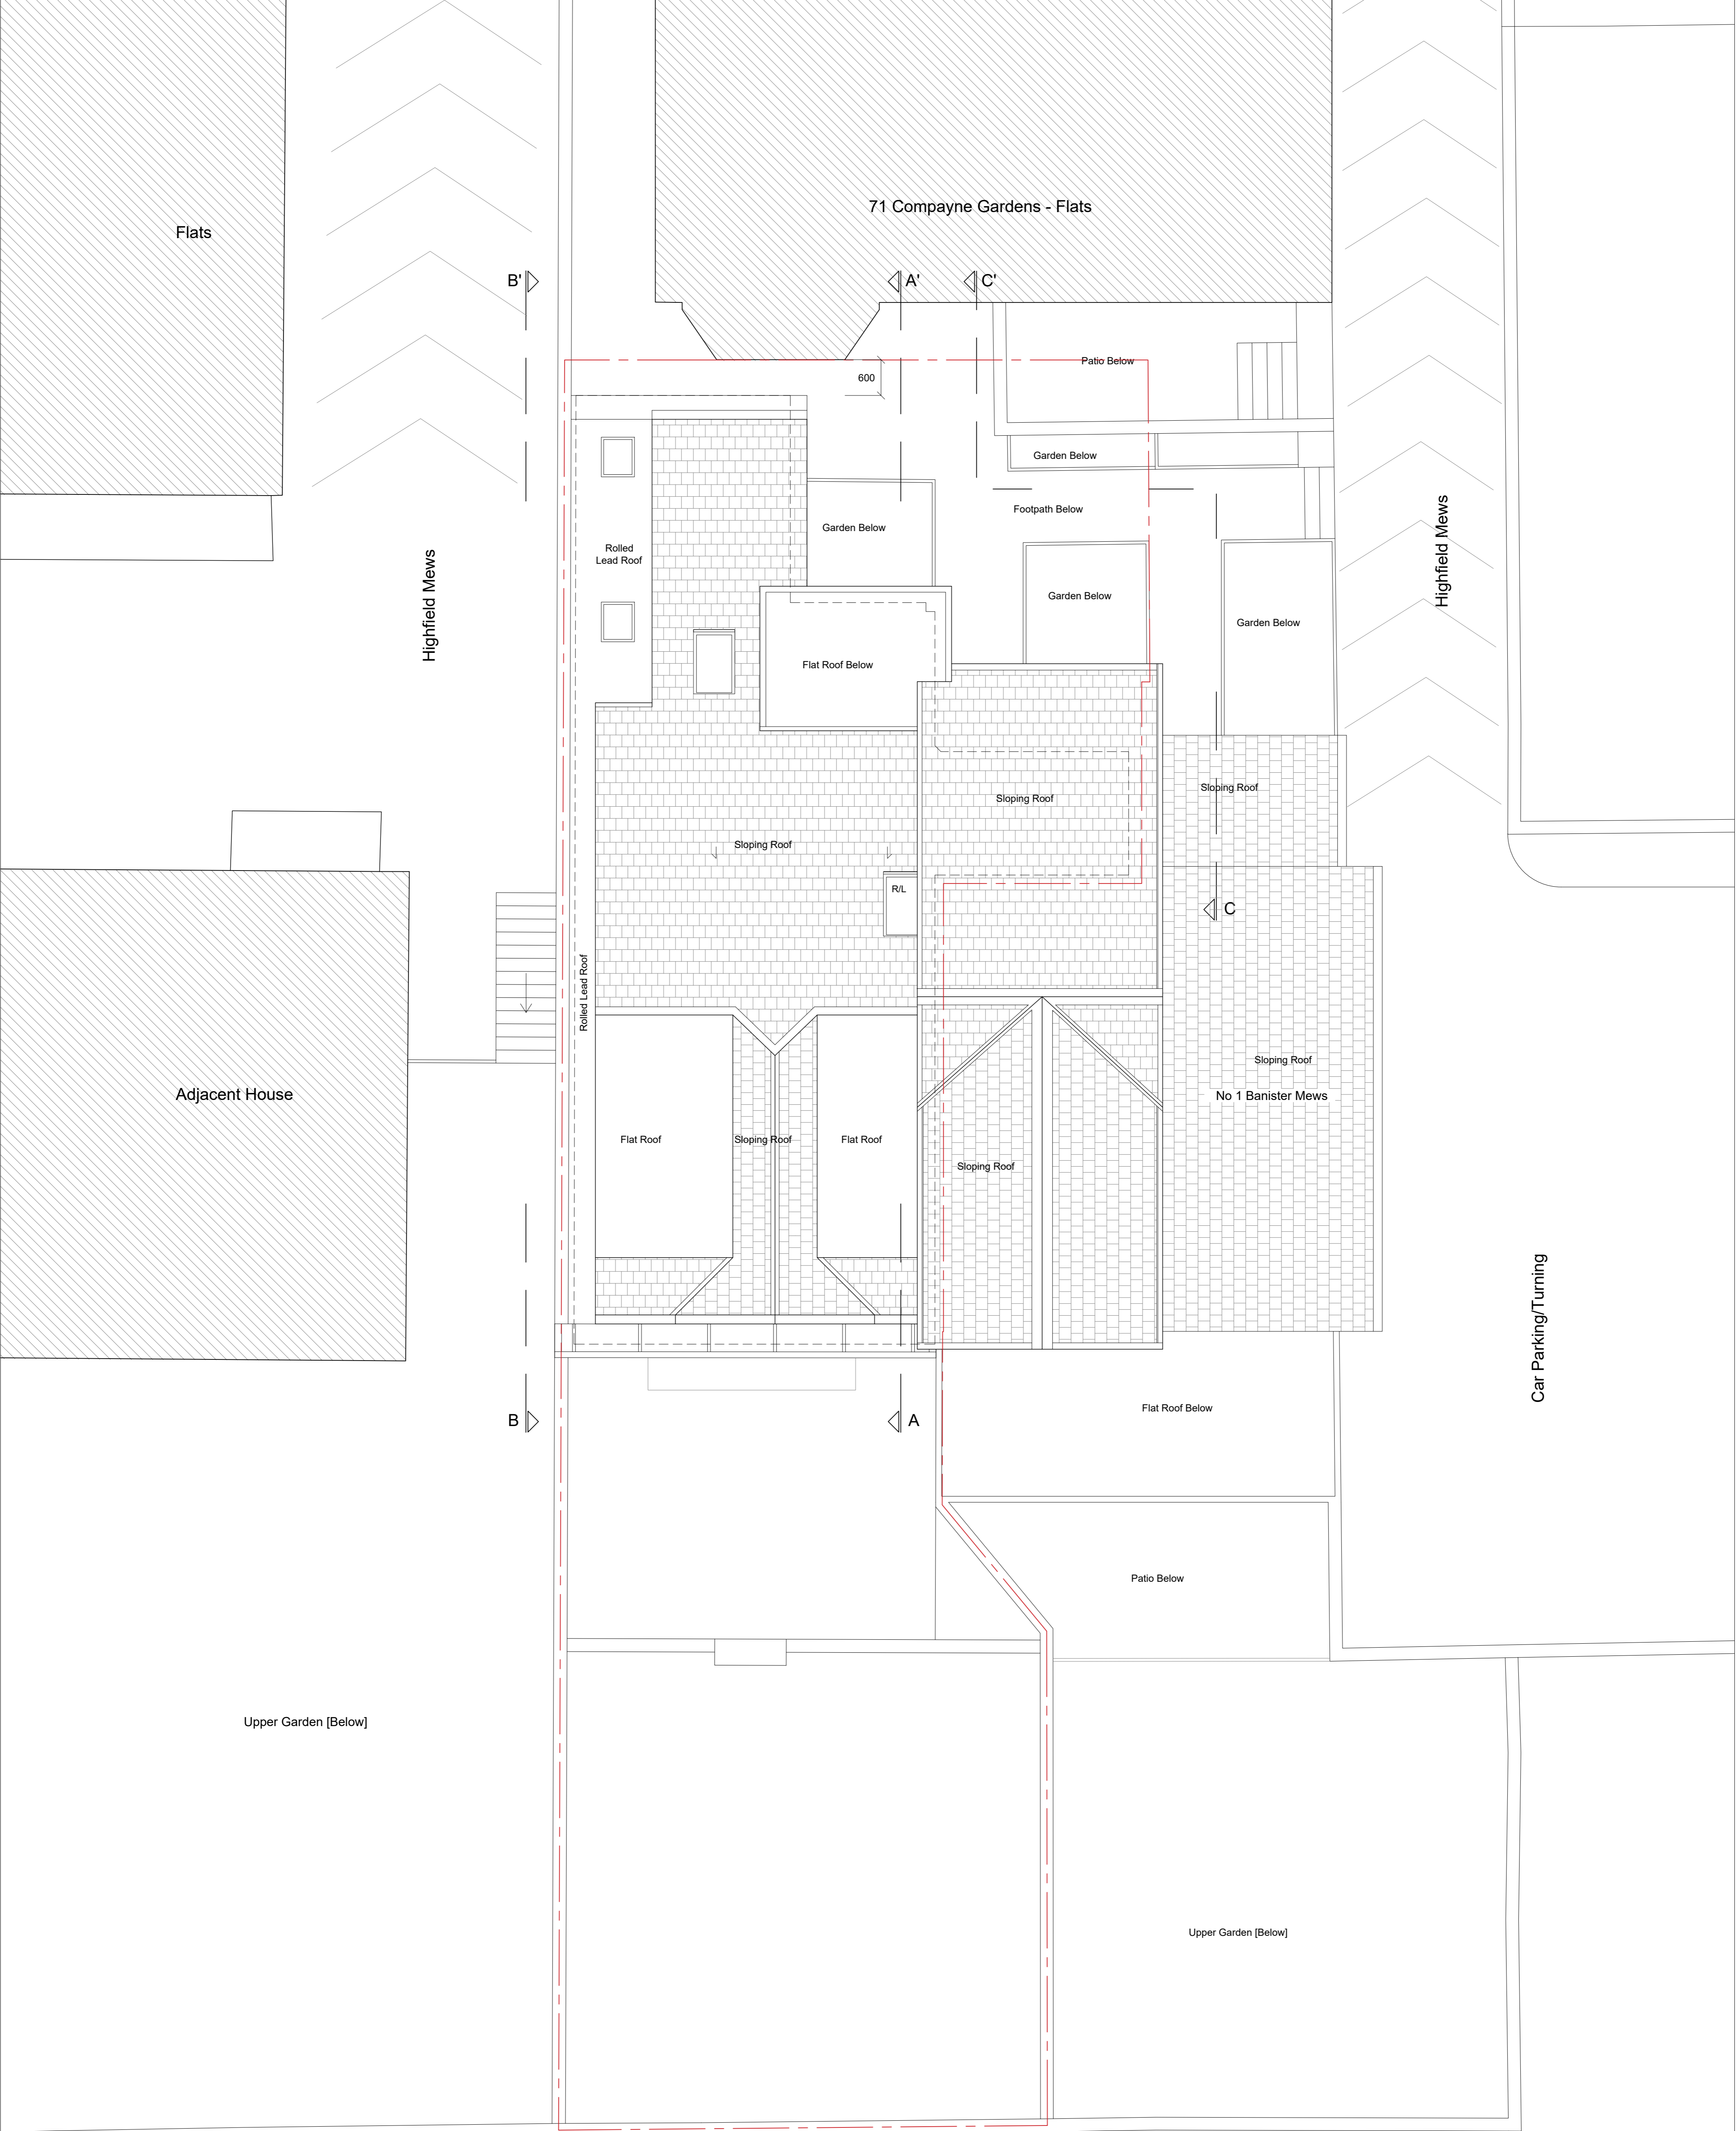 71 Compayne Gardens - Flats
Flats
B'
A'
C'
Patio Below
600
Garden Below
Footpath Below
Garden Below
Rolled
Lead Roof
Highfield Mews
Highfield Mews
Garden Below
Garden Below
Flat Roof Below
Sloping Roof
Sloping Roof
Sloping Roof
R/L
C
Rolled Lead Roof
Sloping Roof
No 1 Banister Mews
Adjacent House
Flat Roof
Sloping Roof
Flat Roof
Sloping Roof
Car Parking/Turning
Flat Roof Below
B
A
Patio Below
Upper Garden [Below]
Upper Garden [Below]